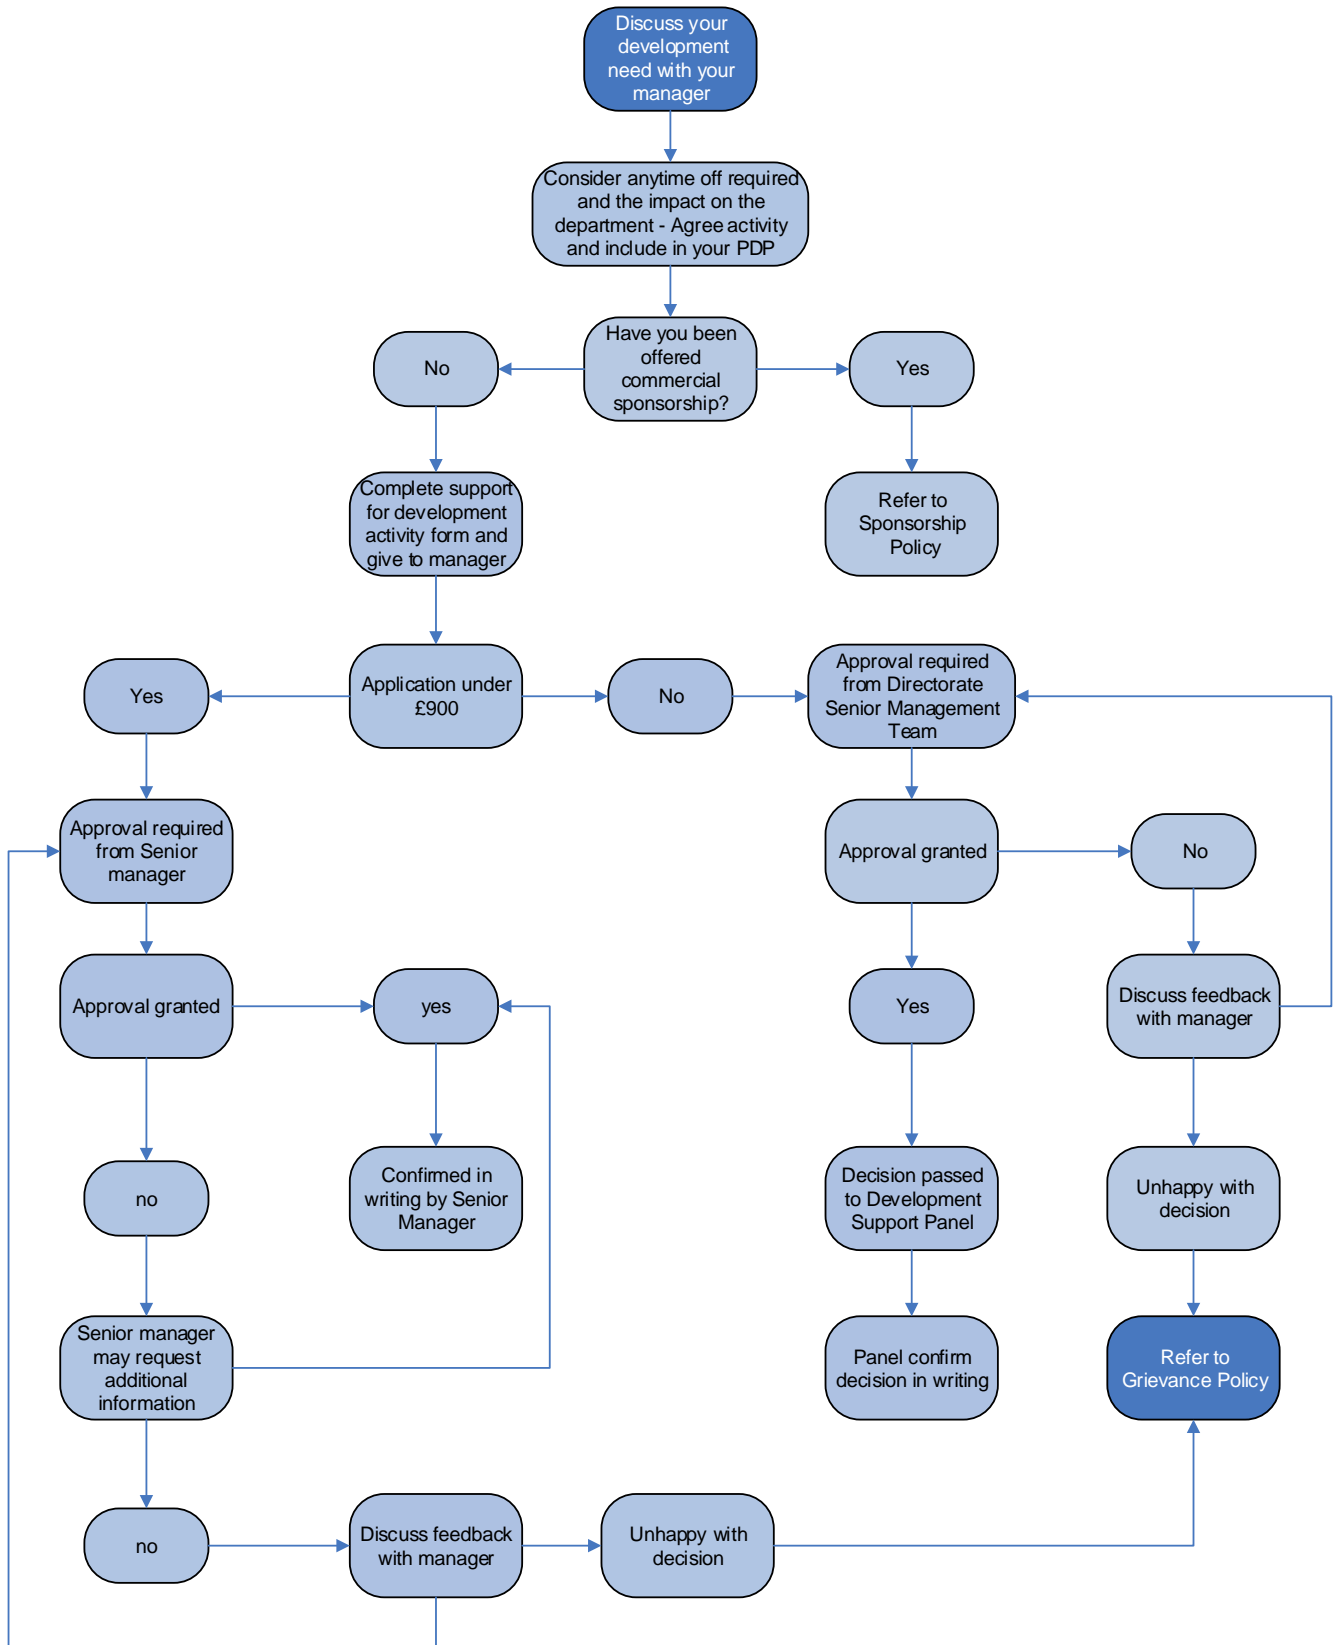 Discuss your
development
need with your
manager
Consider anytime off required
and the impact on the
department - Agree activity
and include in your PDP
Have you been
offered
commercial
sponsorship?
No
Yes
Complete support
for development
activity form and
give to manager
Refer to
Sponsorship
Policy
Yes
Application under
£900
No
Approval required
from Directorate
Senior Management
Team
Approval required
from Senior
manager
Approval granted
No
Approval granted
yes
Yes
Discuss feedback
with manager
no
Confirmed in
writing by Senior
Manager
Decision passed
to Development
Support Panel
Unhappy with
decision
Senior manager
may request
additional
information
Panel confirm
decision in writing
Refer to
Grievance Policy
no
Discuss feedback
with manager
Unhappy with
decision